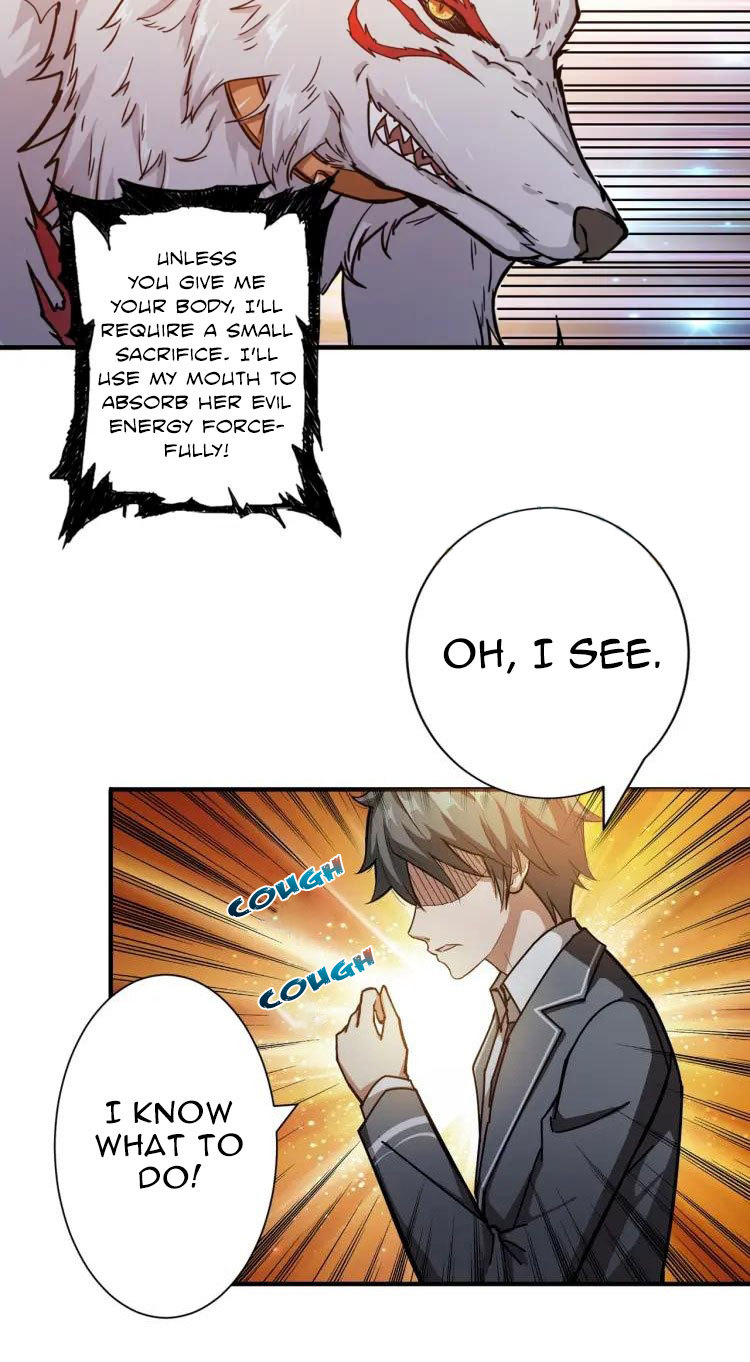 UNLESS
YOU GIVE ME
YOUR BODY, I'LL
REQUIRE A SMALL
SACRIFICE. I'LL
USE MY MOUTH TO
ABSORB HER EVIL
ENERGY FORCE-
FULLY!
OH, I SEE.
COUGH
COUGH
I KNOW
WHAT TO
DO!